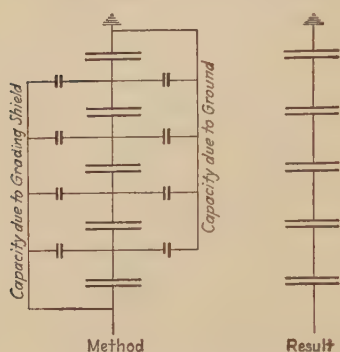 Capacity due to Grading Shield
Capacity due to Ground
Method
Result